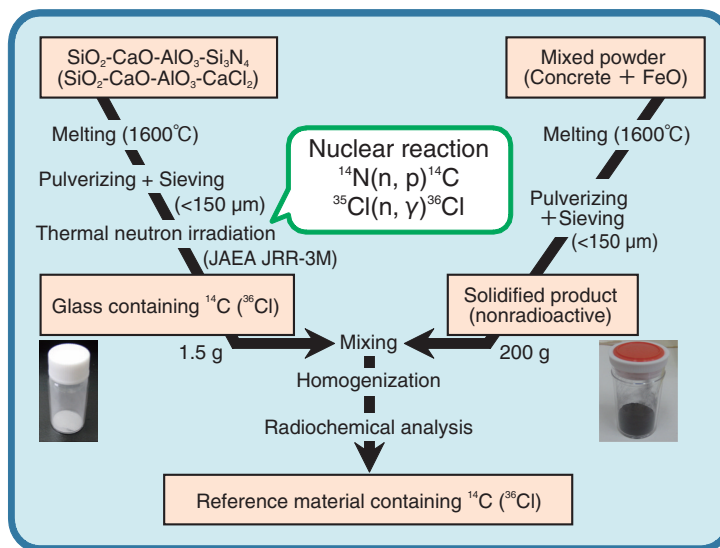 SiO₂-CaO-AlO₃-Si₃N₄
(SiO₂-CaO-AlO₃-CaCl₂)
Melting (1600℃)
Pulverizing + Sieving
(<150 μm)
Thermal neutron irradiation
(JAEA JRR-3M)
Glass containing ¹⁴C (³⁶Cl)
1.5 g
Nuclear reaction
¹⁴N(n, p)¹⁴C
³⁵Cl(n, γ)³⁶Cl
Mixed powder
(Concrete + FeO)
Melting (1600℃)
Pulverizing
+Sieving
(<150 μm)
Solidified product
(nonradioactive)
200 g
Mixing
Homogenization
Radiochemical analysis
Reference material containing ¹⁴C (³⁶Cl)